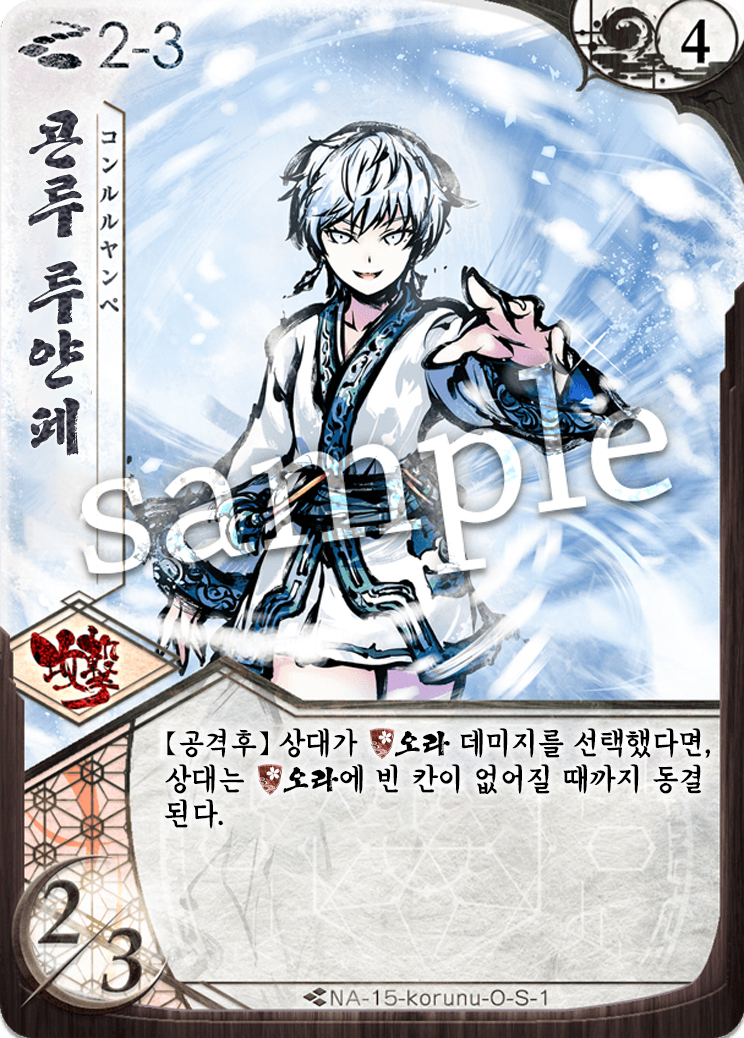 2-3
4
콘루 루얀페
コンルルヤンペ
sample
攻撃
【공격후】 상대가 오라 데미지를 선택했다면,
상대는 오라에 빈 칸이 없어질 때까지 동결
된다.
2/3
NA-15-korunu-O-S-1